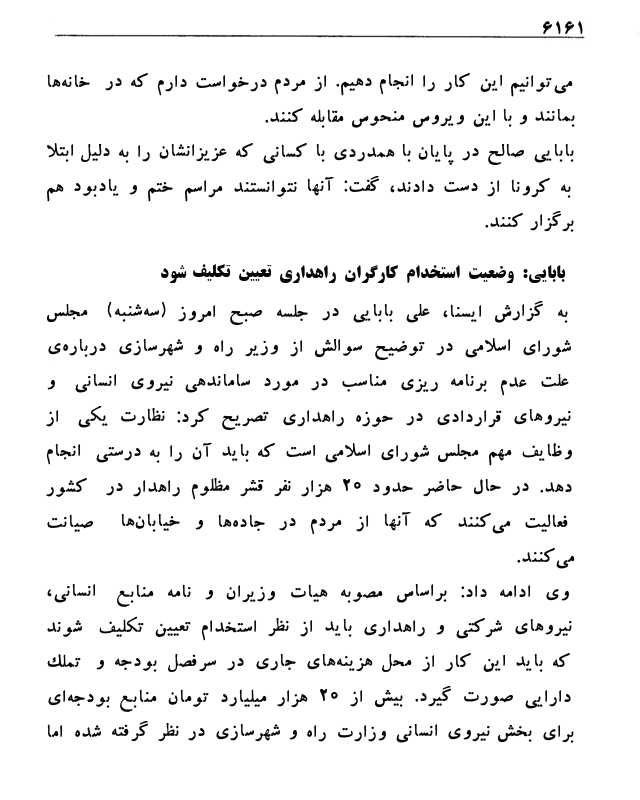 ۶۱۶۱
می‌توانیم این کار را انجام دهیم. از مردم درخواست دارم که در خانه‌ها
بمانند و با این ویروس منحوس مقابله کنند.
بابایی صالح در پایان با همدردی با کسانی که عزیزانشان را به دلیل ابتلا
به کرونا از دست دادند، گفت: آنها نتوانستند مراسم ختم و یادبود هم
برگزار کنند.
بابایی: وضعیت استخدام کارگران راهداری تعیین تکلیف شود
به گزارش ایسنا، علی بابایی در جلسه صبح امروز (سه‌شنبه) مجلس
شورای اسلامی در توضیح سوالش از وزیر راه و شهرسازی درباره‌ی
علت عدم برنامه ریزی مناسب در مورد ساماندهی نیروی انسانی و
نیروهای قراردادی در حوزه راهداری تصریح کرد: نظارت یکی از
وظایف مهم مجلس شورای اسلامی است که باید آن را به درستی انجام
دهد. در حال حاضر حدود ۲۰ هزار نفر قشر مظلوم راهدار در کشور
فعالیت می‌کنند که آنها از مردم در جاده‌ها و خیابان‌ها صیانت
می‌کنند.
وی ادامه داد: براساس مصوبه هیات وزیران و نامه منابع انسانی،
نیروهای شرکتی و راهداری باید از نظر استخدام تعیین تکلیف شوند
که باید این کار از محل هزینه‌های جاری در سرفصل بودجه و تملك
دارایی صورت گیرد. بیش از ۲۰ هزار میلیارد تومان منابع بودجه‌ای
برای بخش نیروی انسانی وزارت راه و شهرسازی در نظر گرفته شده اما